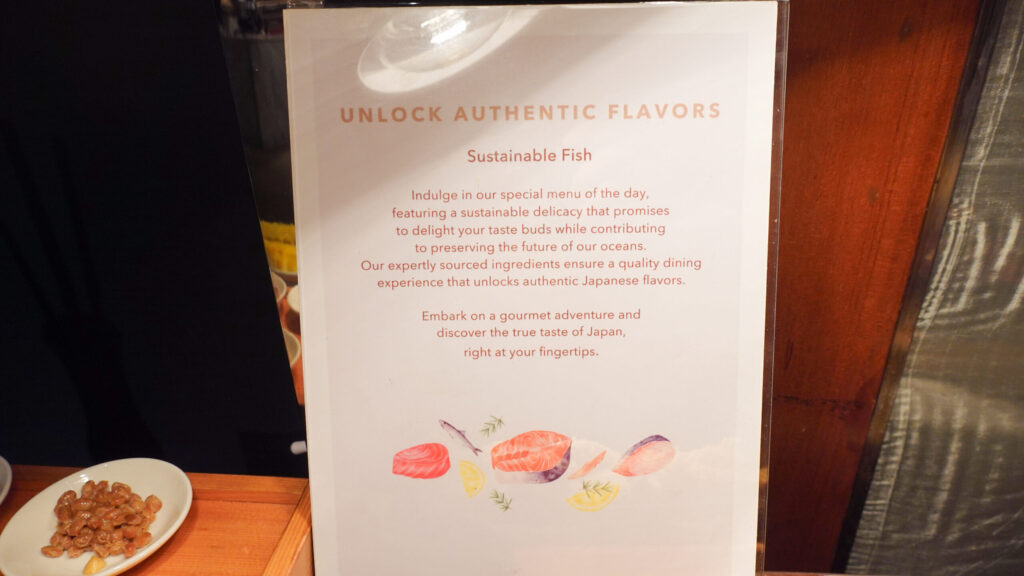 UNLOCK AUTHENTIC FLAVORS
Sustainable Fish
Indulge in our special menu of the day,
featuring a sustainable delicacy that promises
to delight your taste buds while contributing
to preserving the future of our oceans.
Our expertly sourced ingredients ensure a quality dining
experience that unlocks authentic Japanese flavors.
Embark on a gourmet adventure and
discover the true taste of Japan,
right at your fingertips.